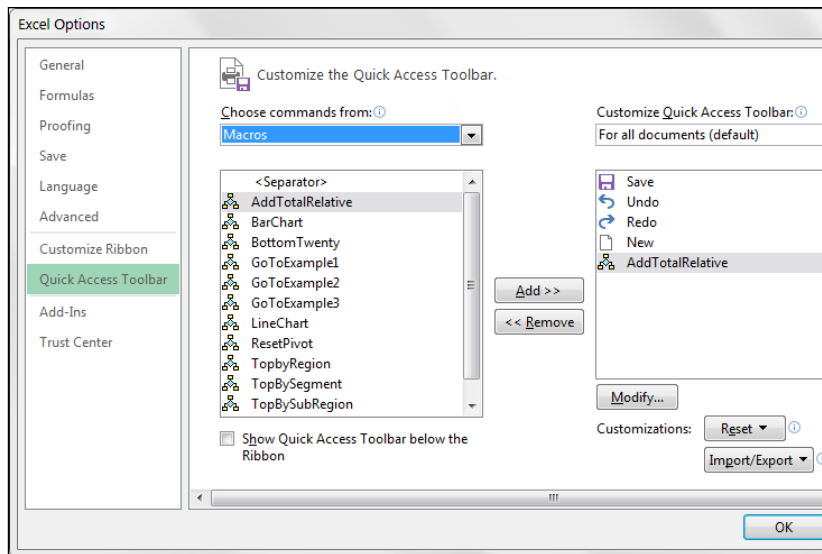 Excel Options
General
Formulas
Proofing
Save
Language
Advanced
Customize Ribbon
Quick Access Toolbar
Add-Ins
Trust Center
Customize the Quick Access Toolbar.
Choose commands from:
Macros
<Separator>
AddTotalRelative
BarChart
BottomTwenty
GoToExample1
GoToExample2
GoToExample3
LineChart
ResetPivot
TopbyRegion
TopBySegment
TopBySubRegion
Show Quick Access Toolbar below the
Ribbon
Add >>
<< Remove
Customize Quick Access Toolbar:
For all documents (default)
Save
Undo
Redo
New
AddTotalRelative
Modify...
Customizations:
Reset
Import/Export
OK